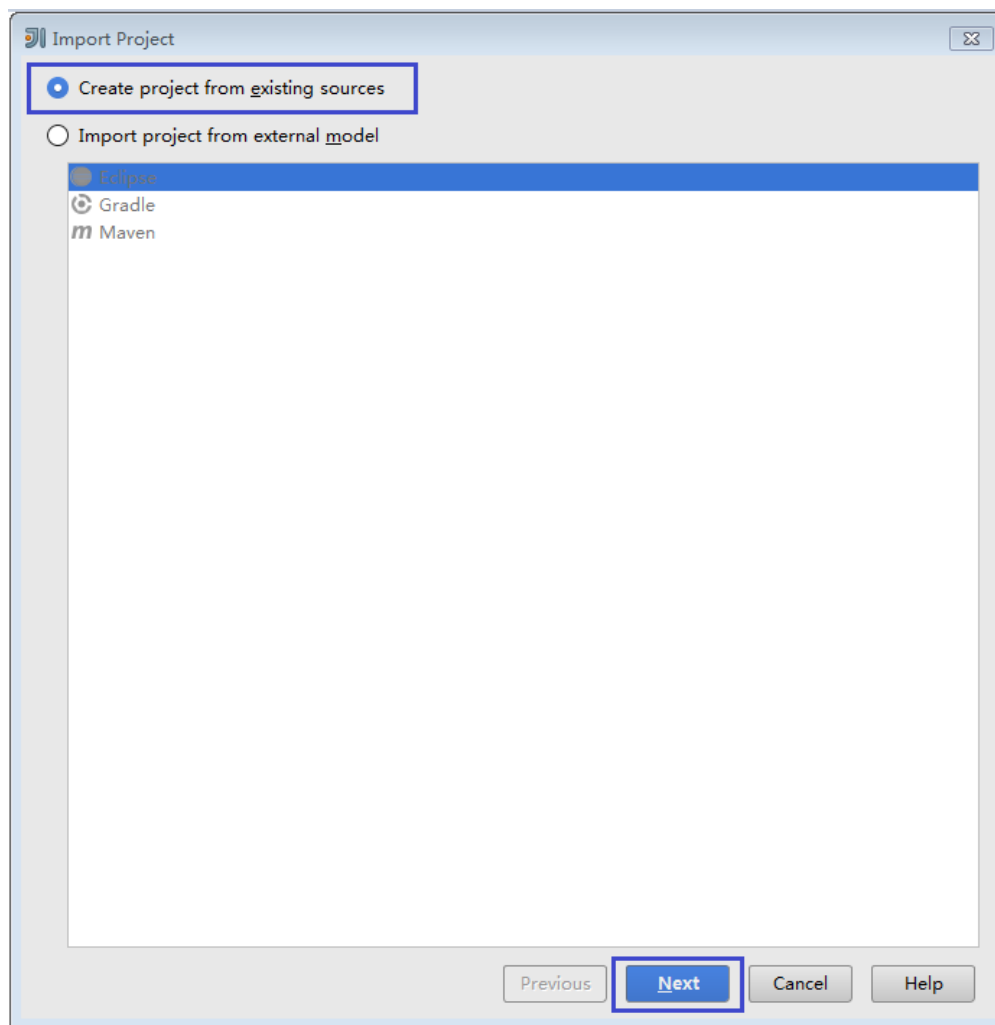 Import Project
Create project from existing sources
Import project from external model
Eclipse
Gradle
Maven
Previous Next Cancel Help